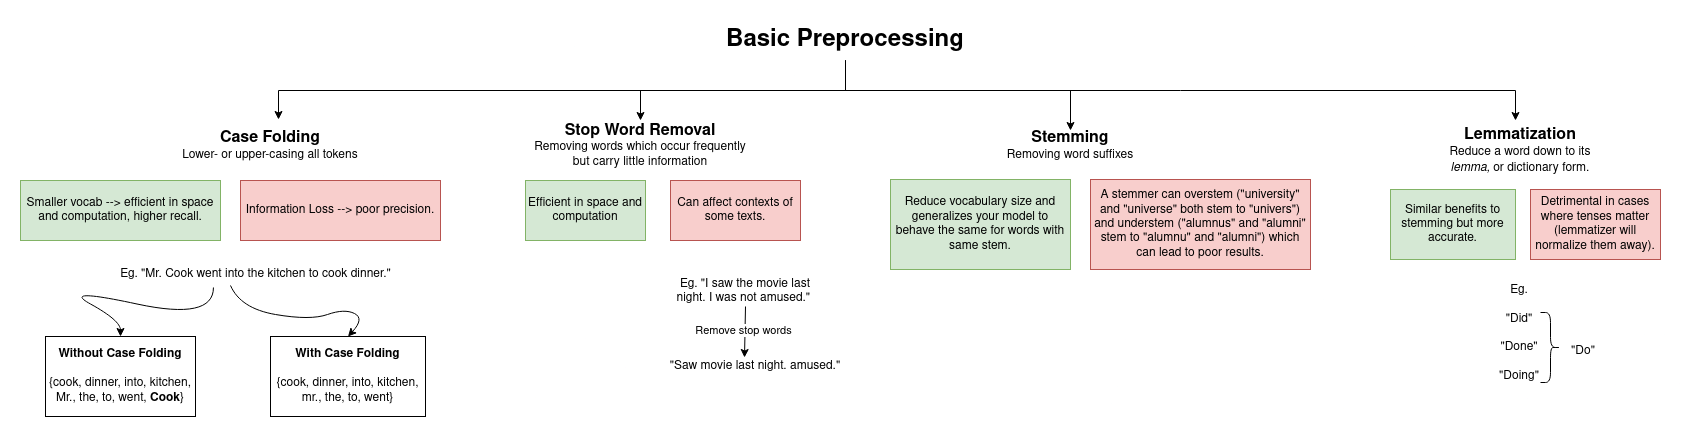 Basic Preprocessing
Case Folding
Lower- or upper-casing all tokens
Smaller vocab --> efficient in space
and computation, higher recall.
Information Loss --> poor precision.
Eg. "Mr. Cook went into the kitchen to cook dinner."
Without Case Folding
{cook, dinner, into, kitchen,
Mr., the, to, went, Cook}
With Case Folding
{cook, dinner, into, kitchen,
mr., the, to, went}
Stop Word Removal
Removing words which occur frequently
but carry little information
Efficient in space and
computation
Can affect contexts of
some texts.
Eg. "I saw the movie last
night. I was not amused."
Remove stop words
"Saw movie last night. amused."
Stemming
Removing word suffixes
Reduce vocabulary size and
generalizes your model to
behave the same for words with
same stem.
A stemmer can overstem ("university"
and "universe" both stem to "univers")
and understem ("alumnus" and "alumni"
stem to "alumnu" and "alumni") which
can lead to poor results.
Lemmatization
Reduce a word down to its
lemma, or dictionary form.
Similar benefits to
stemming but more
accurate.
Detrimental in cases
where tenses matter
(lemmatizer will
normalize them away).
Eg.
"Did"
"Done"
"Doing"
"Do"